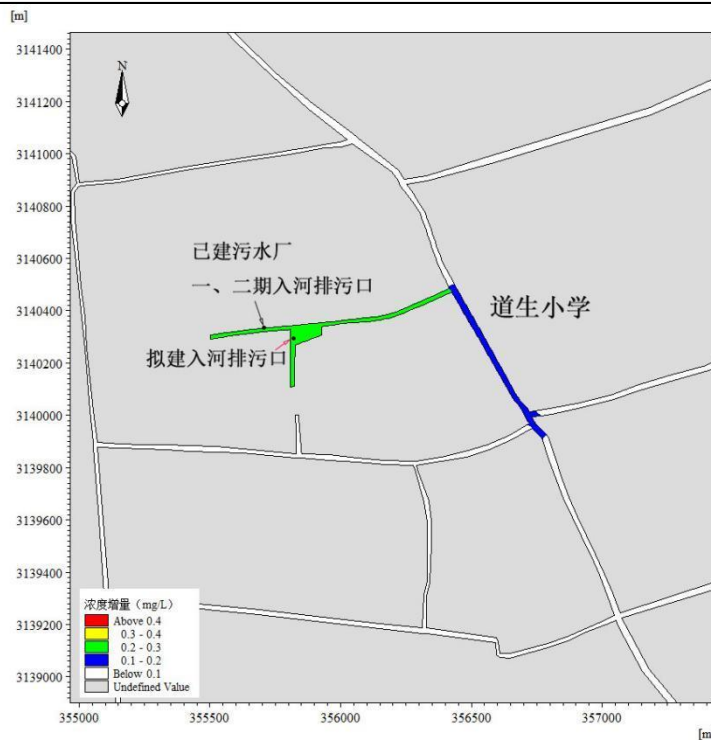 [m]
3141400
N
3141200
3141000
3140800
3140600
已建污水厂
一、二期入河排污口
道生小学
3140400
拟建入河排污口
3140200
3140000
3139800
3139600
3139400
浓度增量（mg/L）
Above 0.4
0.3 - 0.4
0.2 - 0.3
0.1 - 0.2
Below 0.1
Undefined Value
3139200
3139000
355000 355500 356000 356500 357000
[m